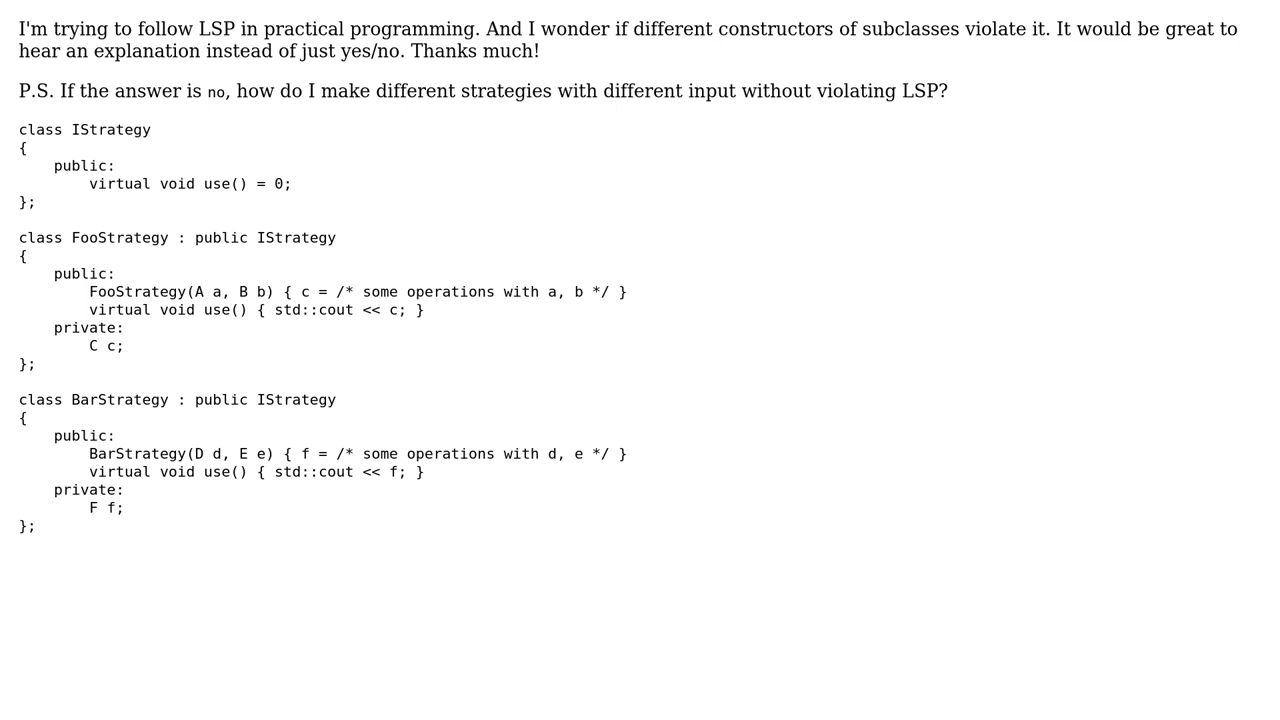 I'm trying to follow LSP in practical programming. And I wonder if different constructors of subclasses violate it. It would be great to
hear an explanation instead of just yes/no. Thanks much!
P.S. If the answer is no, how do I make different strategies with different input without violating LSP?
class IStrategy
{
    public:
        virtual void use() = 0;
};
class FooStrategy : public IStrategy
{
    public:
        FooStrategy(A a, B b) { c = /* some operations with a, b */ }
        virtual void use() { std::cout << c; }
    private:
        C c;
};
class BarStrategy : public IStrategy
{
    public:
        BarStrategy(D d, E e) { f = /* some operations with d, e */ }
        virtual void use() { std::cout << f; }
    private:
        F f;
};